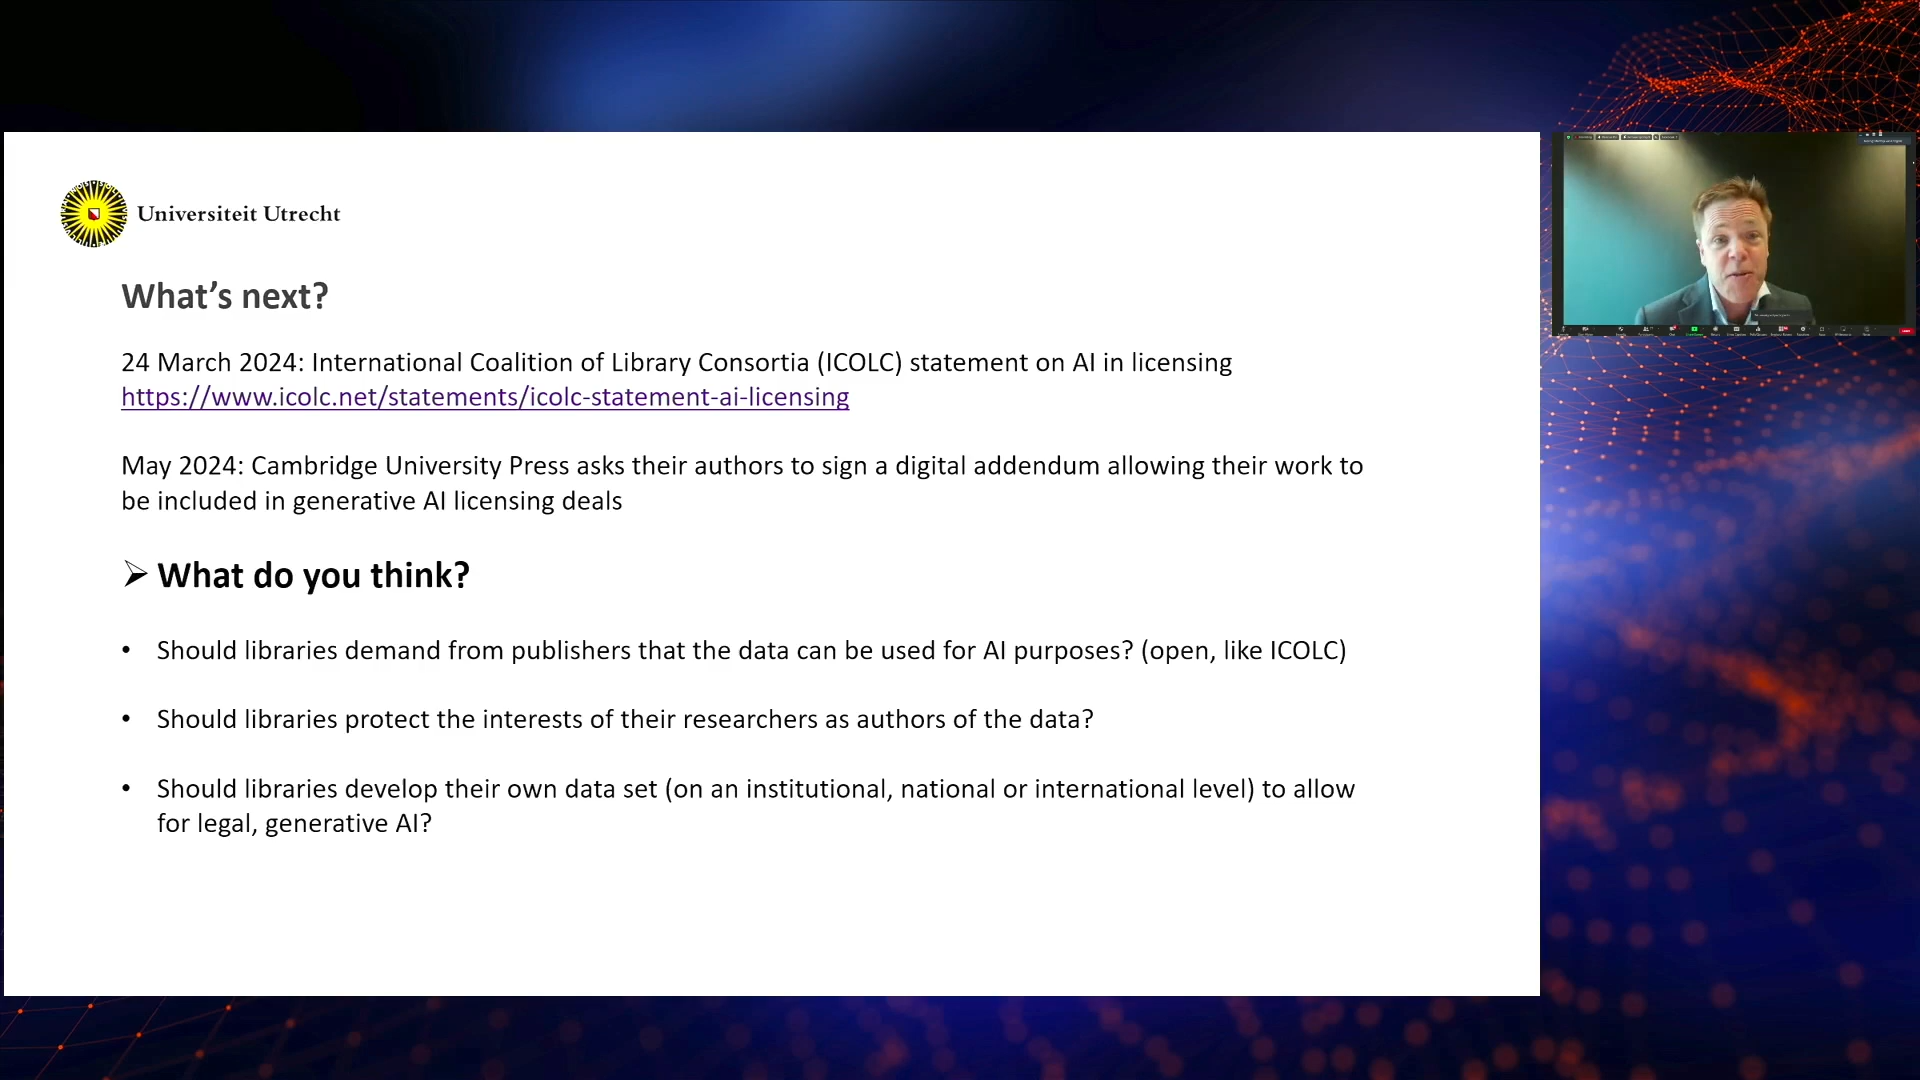 Universiteit Utrecht
What’s next?
24 March 2024: International Coalition of Library Consortia (ICOLC) statement on AI in licensing
https://www.icolc.net/statements/icolc-statement-ai-licensing
May 2024: Cambridge University Press asks their authors to sign a digital addendum allowing their work to
be included in generative AI licensing deals
➢ What do you think?
• Should libraries demand from publishers that the data can be used for AI purposes? (open, like ICOLC)
• Should libraries protect the interests of their researchers as authors of the data?
• Should libraries develop their own data set (on an institutional, national or international level) to allow
for legal, generative AI?